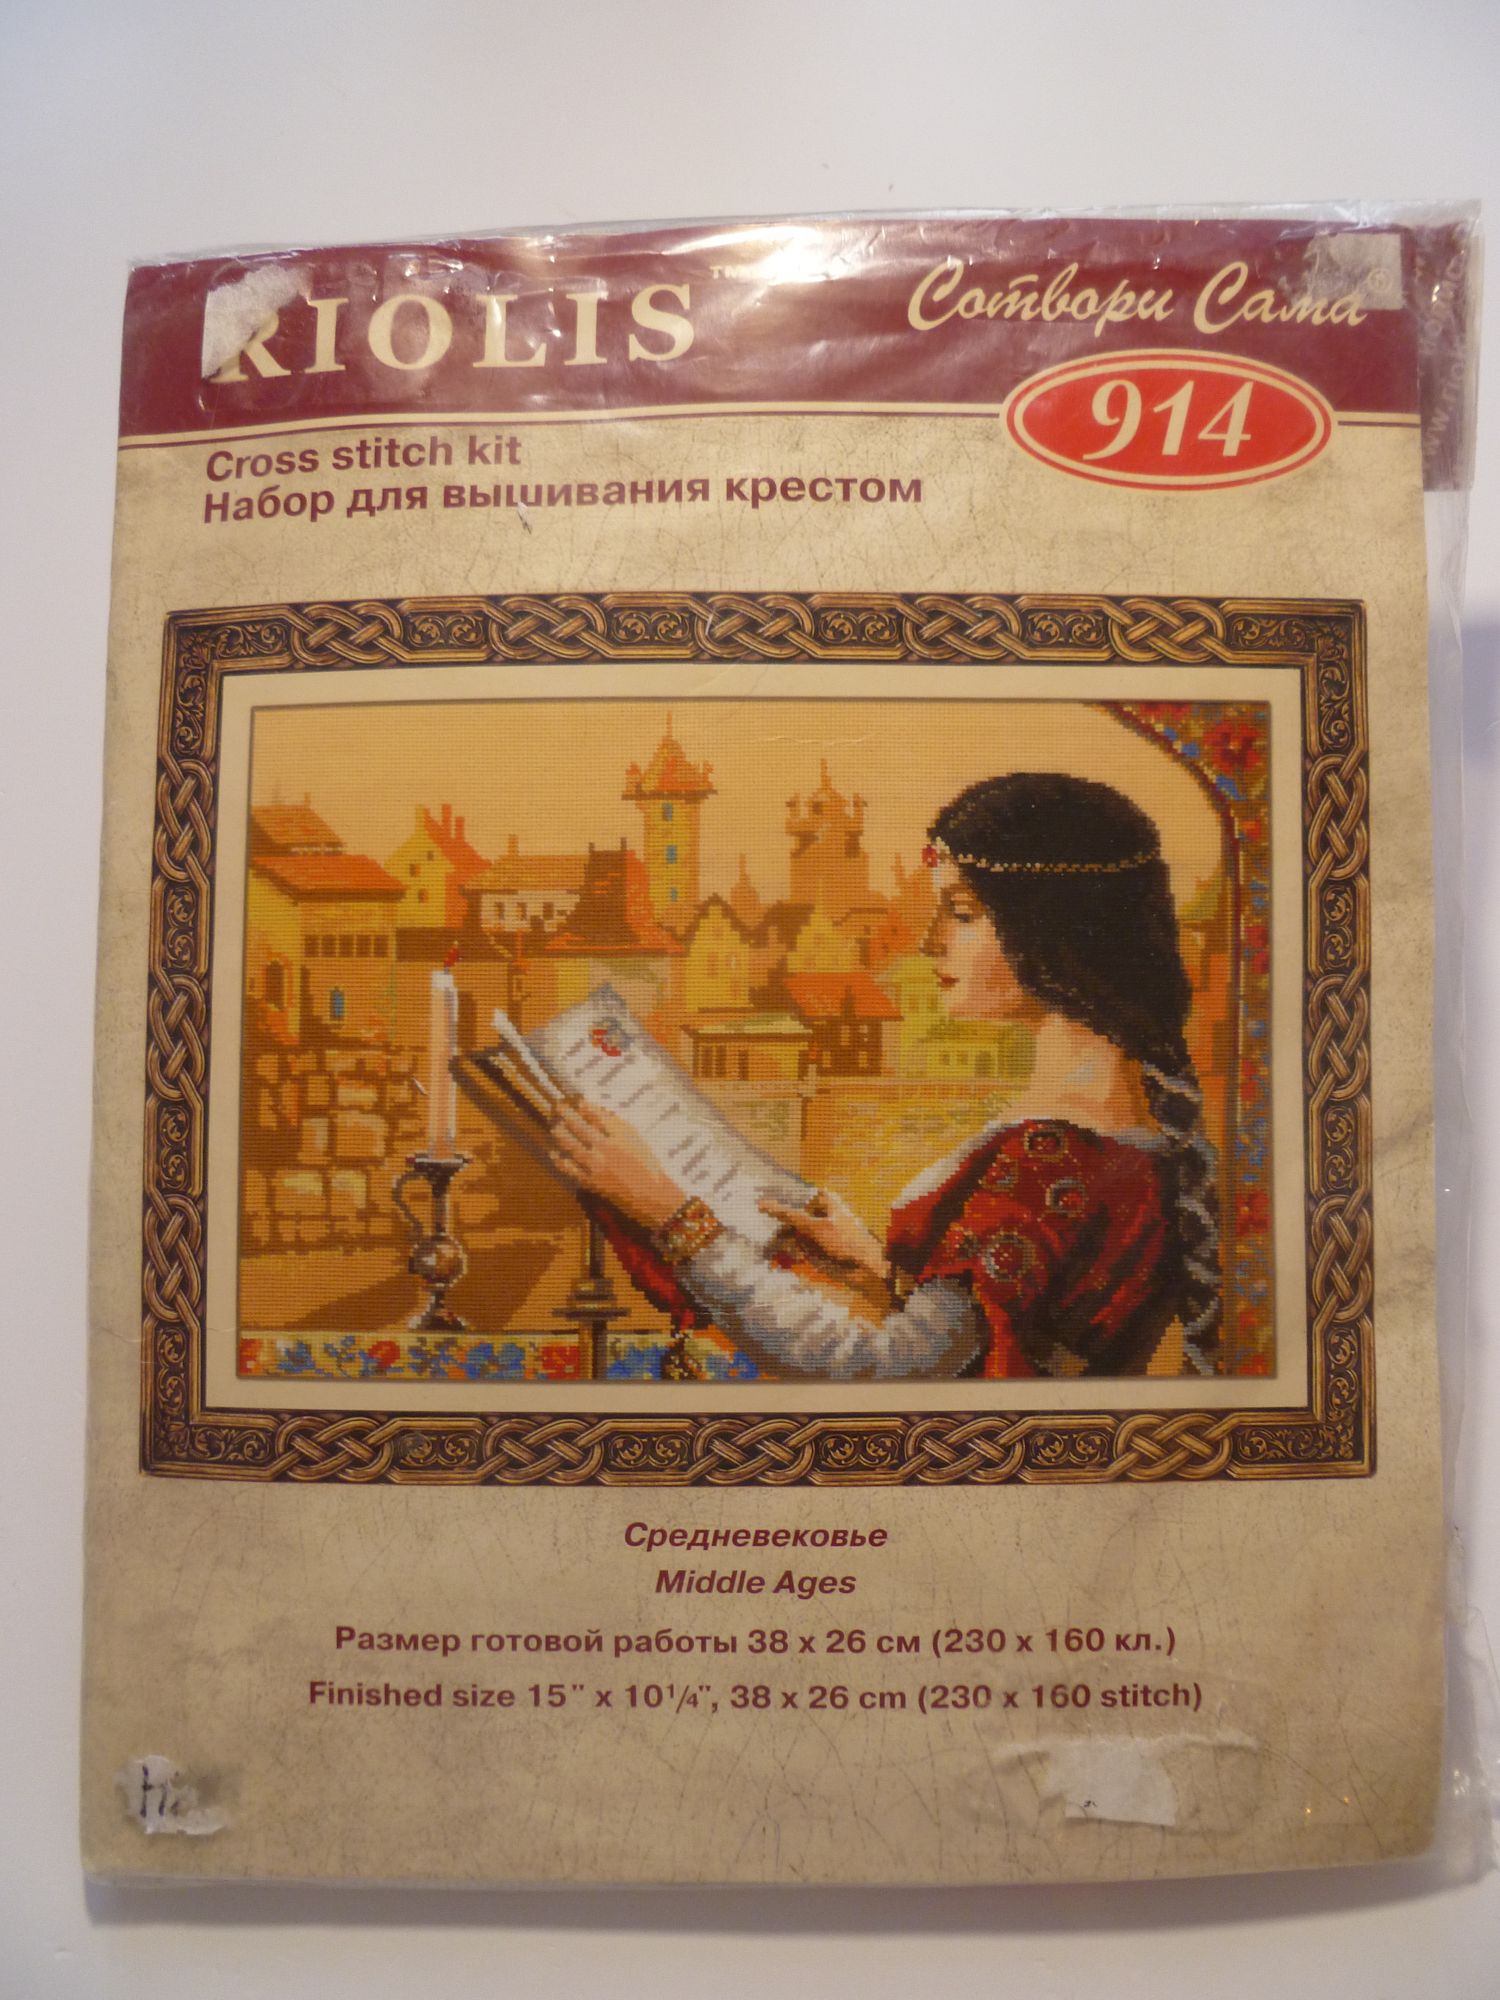 RIOLIS™
Сотвори Сама®
914
Cross stitch kit
Набор для вышивания крестом
Средневековье
Middle Ages
Размер готовой работы 38 x 26 см (230 x 160 кл.)
Finished size 15" x 10¼", 38 x 26 cm (230 x 160 stitch)